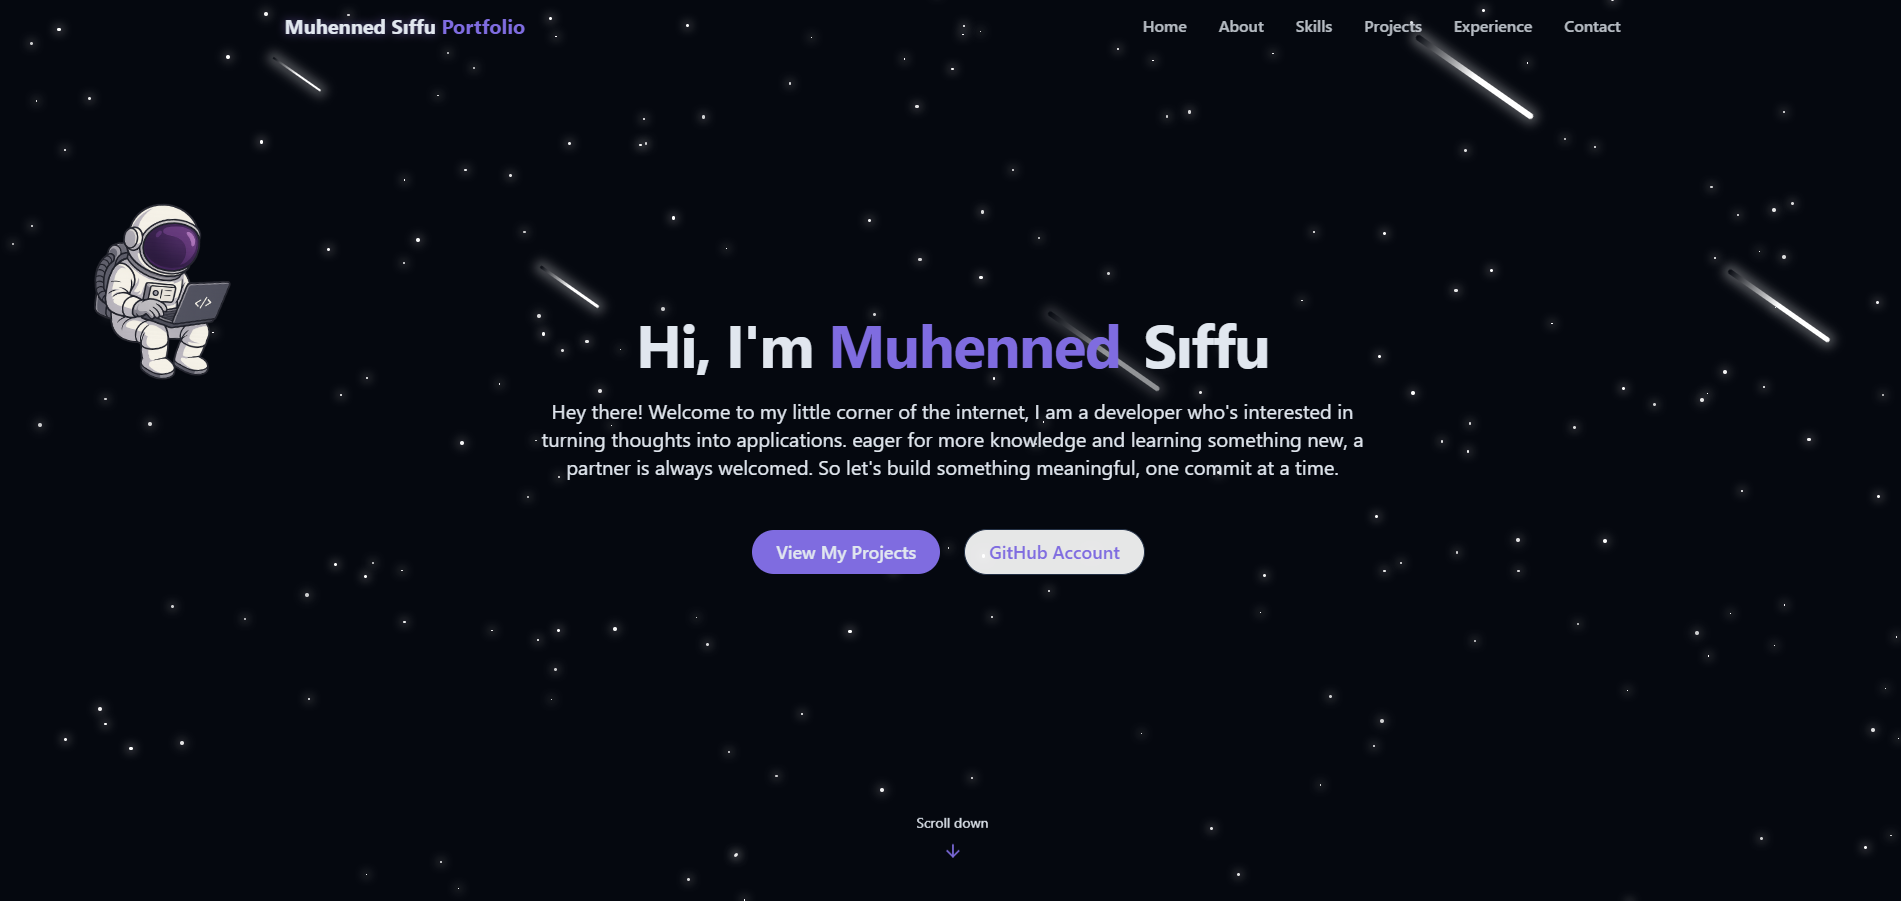 Muhenned Sıffu Portfolio
Home About Skills Projects Experience Contact
</>
Hi, I'm Muhenned Sıffu
Hey there! Welcome to my little corner of the internet, I am a developer who's interested in
turning thoughts into applications. eager for more knowledge and learning something new, a
partner is always welcomed. So let's build something meaningful, one commit at a time.
View My Projects
GitHub Account
Scroll down